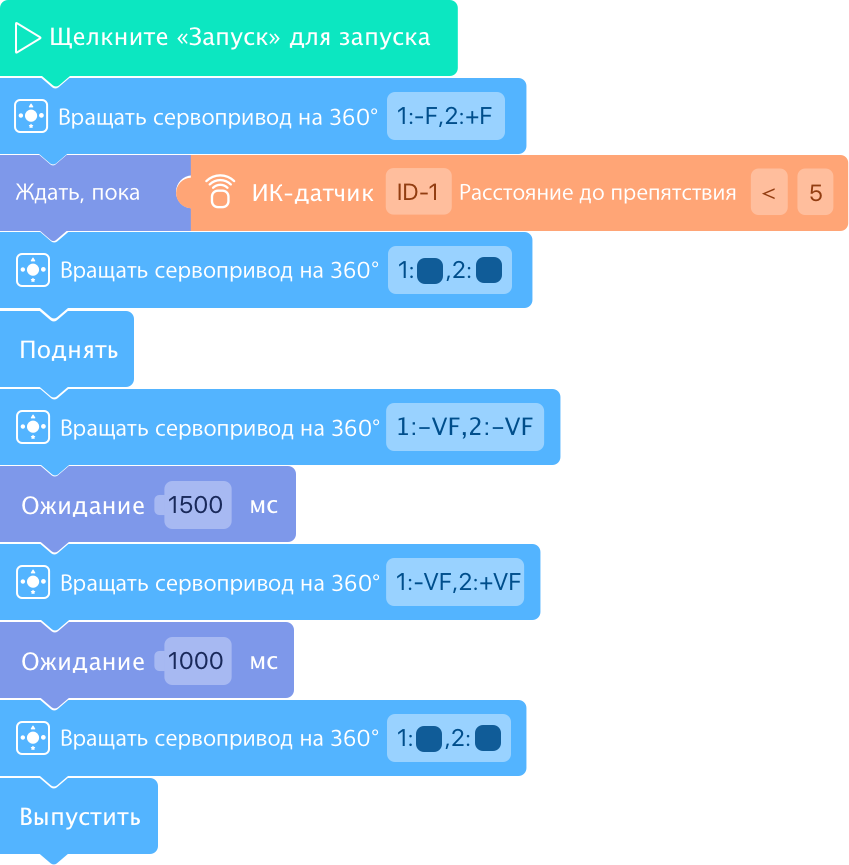 Щелкните «Запуск» для запуска
Вращать сервопривод на 360° 1:-F,2:+F
Ждать, пока ИК-датчик ID-1 Расстояние до препятствия < 5
Вращать сервопривод на 360° 1: ,2:
Поднять
Вращать сервопривод на 360° 1:–VF,2:–VF
Ожидание 1500 мс
Вращать сервопривод на 360° 1:-VF,2:+VF
Ожидание 1000 мс
Вращать сервопривод на 360° 1: ,2:
Выпустить